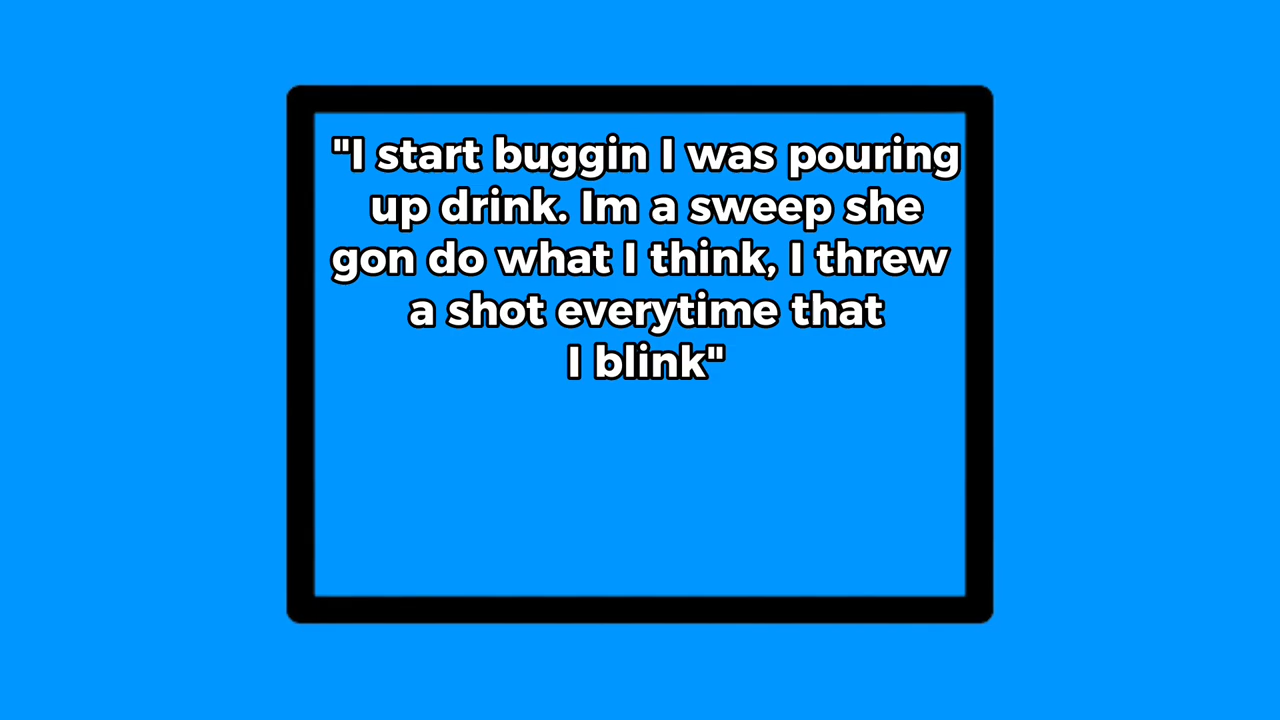 "I start buggin I was pouring
up drink. Im a sweep she
gon do what I think, I threw
a shot everytime that
I blink"